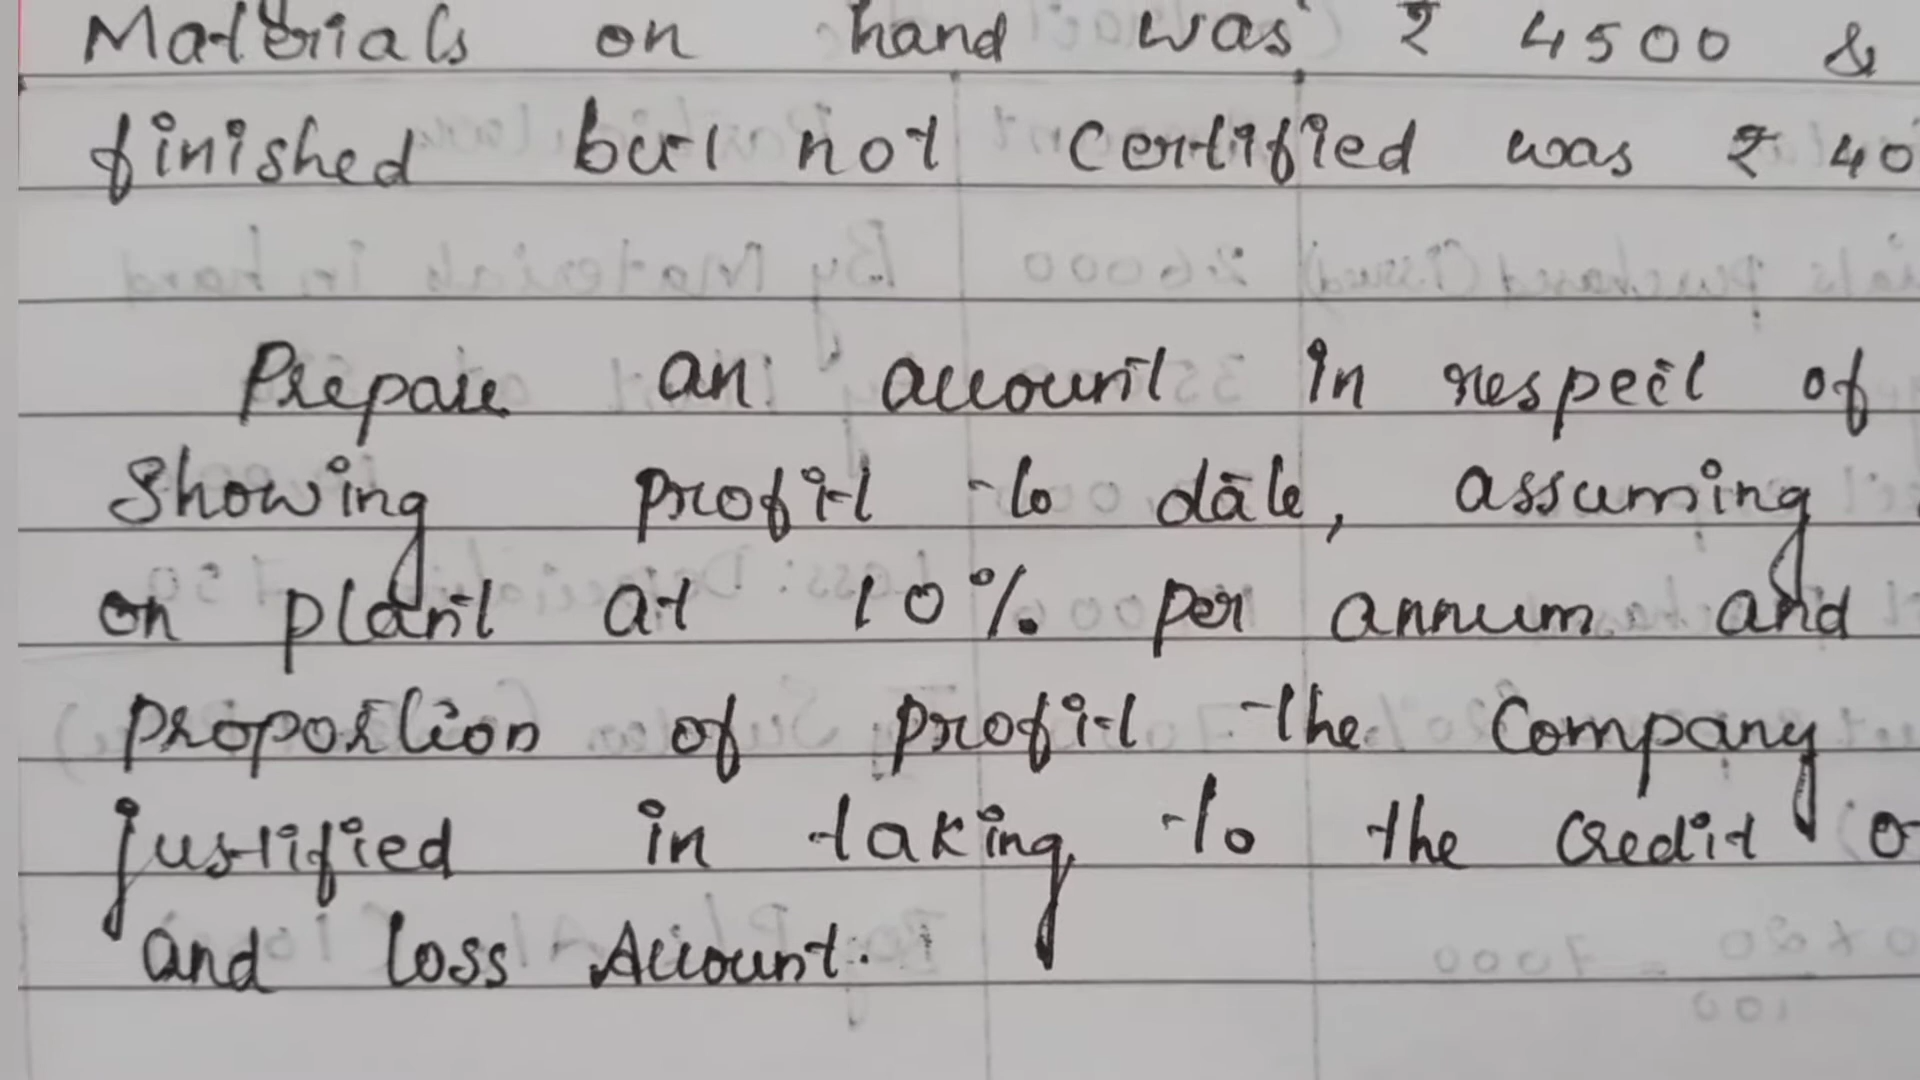 Materials on hand was ₹ 4500 &
finished but not certified was ₹ 40
Prepare an account in respect of
showing profit to date, assuming
on plant at 10% per annum and
proportion of profit the Company
justified in taking to the credit o
and loss Account.